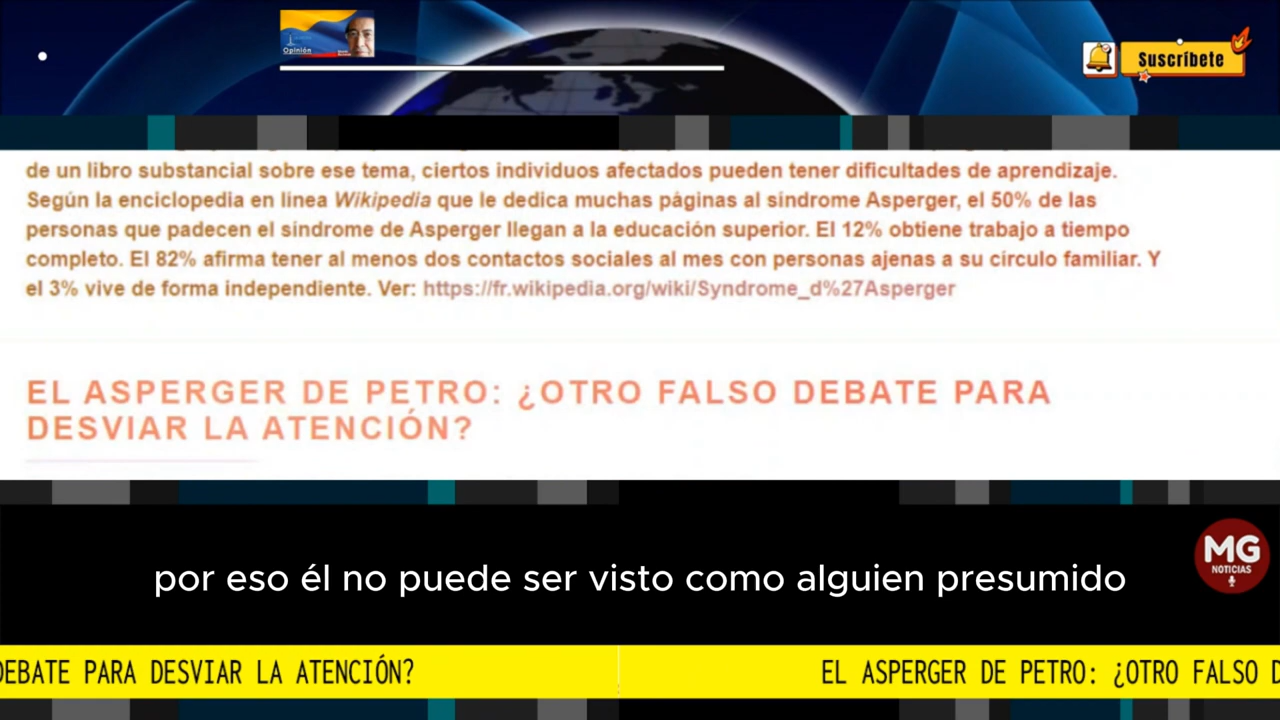 Opinión
Suscríbete
de un libro substancial sobre ese tema, ciertos individuos afectados pueden tener dificultades de aprendizaje.
Según la enciclopedia en línea Wikipedia que le dedica muchas páginas al síndrome Asperger, el 50% de las
personas que padecen el síndrome de Asperger llegan a la educación superior. El 12% obtiene trabajo a tiempo
completo. El 82% afirma tener al menos dos contactos sociales al mes con personas ajenas a su círculo familiar. Y
el 3% vive de forma independiente. Ver: https://fr.wikipedia.org/wiki/Syndrome_d%27Asperger
EL ASPERGER DE PETRO: ¿OTRO FALSO DEBATE PARA
DESVIAR LA ATENCIÓN?
MG
NOTICIAS
por eso él no puede ser visto como alguien presumido
DEBATE PARA DESVIAR LA ATENCIÓN? EL ASPERGER DE PETRO: ¿OTRO FALSO D